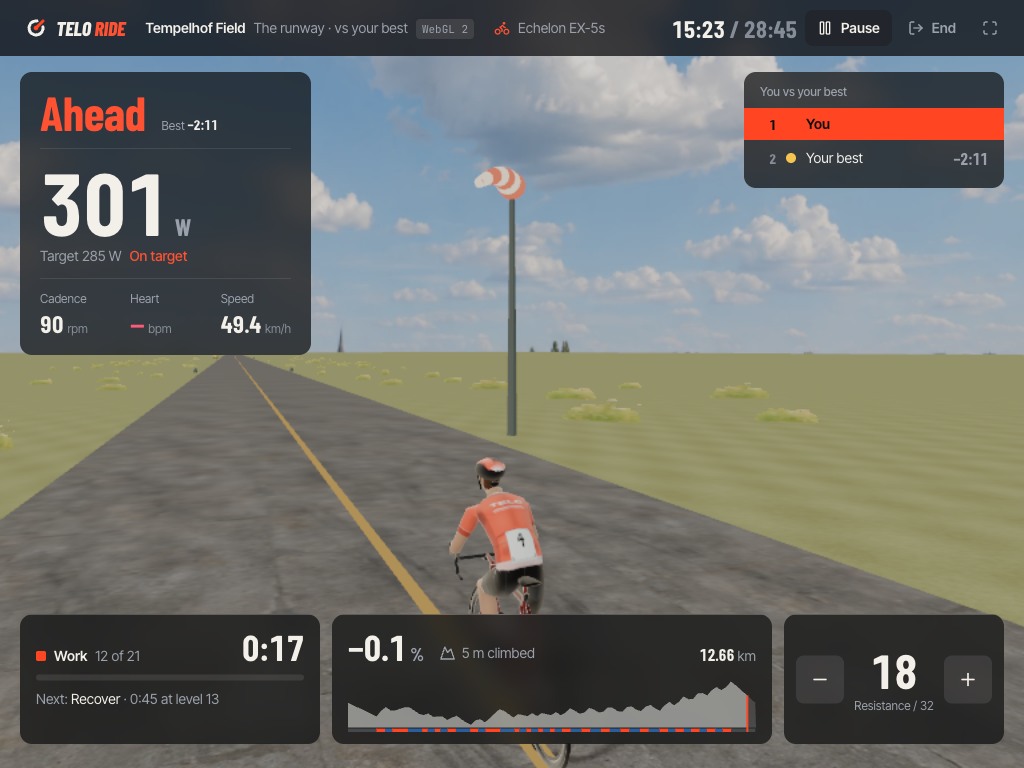 TELO RIDE Tempelhof Field The runway · vs your best WebGL 2 Echelon EX-5s 15:23 / 28:45 Pause End
Ahead Best −2:11
301 W
Target 285 W On target
Cadence Heart Speed
90 rpm – bpm 49.4 km/h
You vs your best
1 You
2 Your best −2:11
TELO
4
Work 12 of 21 0:17
Next: Recover · 0:45 at level 13
−0.1 % 5 m climbed 12.66 km
− 18 +
Resistance / 32